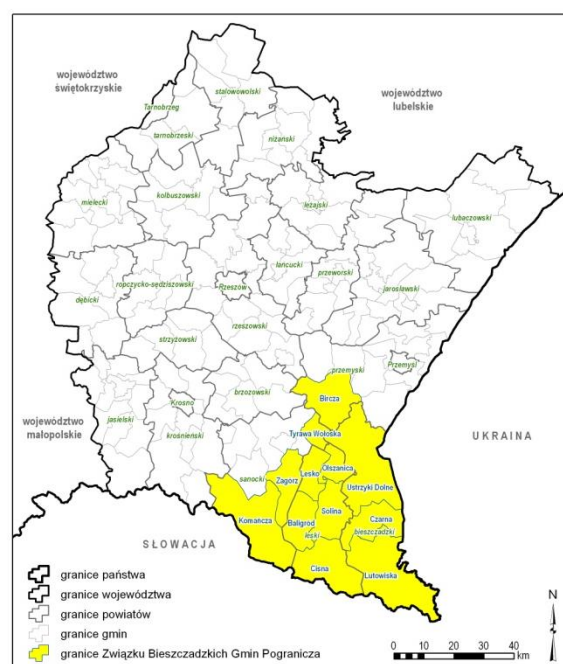 województwo
świętokrzyskie
województwo
lubelskie
stalowowolski
Tarnobrzeg
tarnobrzeski
niżański
mielecki
kolbuszowski
leżajski
lubaczowski
łańcucki
przeworski
ropczycko-sędziszowski
Rzeszów
jarosławski
dębicki
rzeszowski
strzyżowski
przemyski
Przemyśl
brzozowski
Krosno
województwo
małopolskie
jasielski
krośnieński
Bircza
UKRAINA
Tyrawa Wołoska
sanocki
Zagórz
Lesko
Olszanica
Ustrzyki Dolne
Solina
Komańcza
Baligród
Czarna
leski
bieszczadzki
SŁOWACJA
Cisna
Lutowiska
granice państwa
granice województwa
granice powiatów
granice gmin
granice Związku Bieszczadzkich Gmin Pogranicza
N
0 10 20 30 40
km